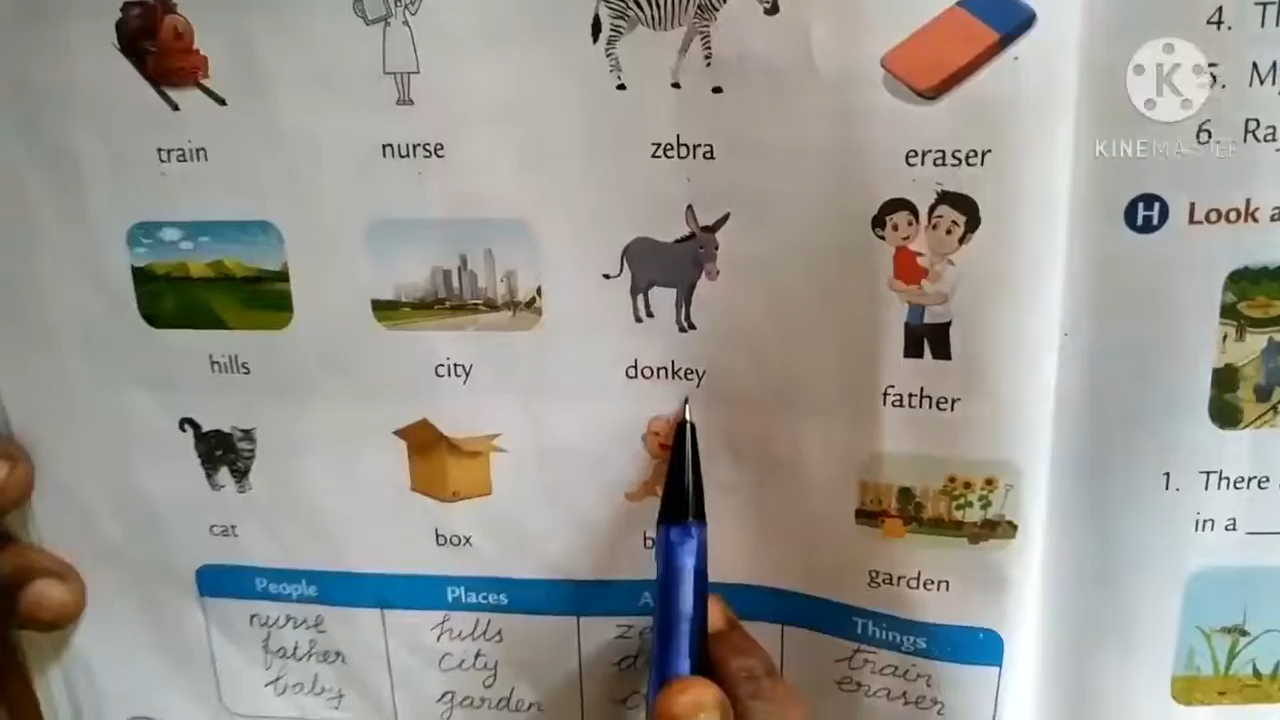 train nurse zebra eraser
hills city donkey father
cat box
garden
People Places Things
nurse hills train
father city eraser
baby garden
4.
5.
6.
KINEMASTER
H Look
1. There
in a